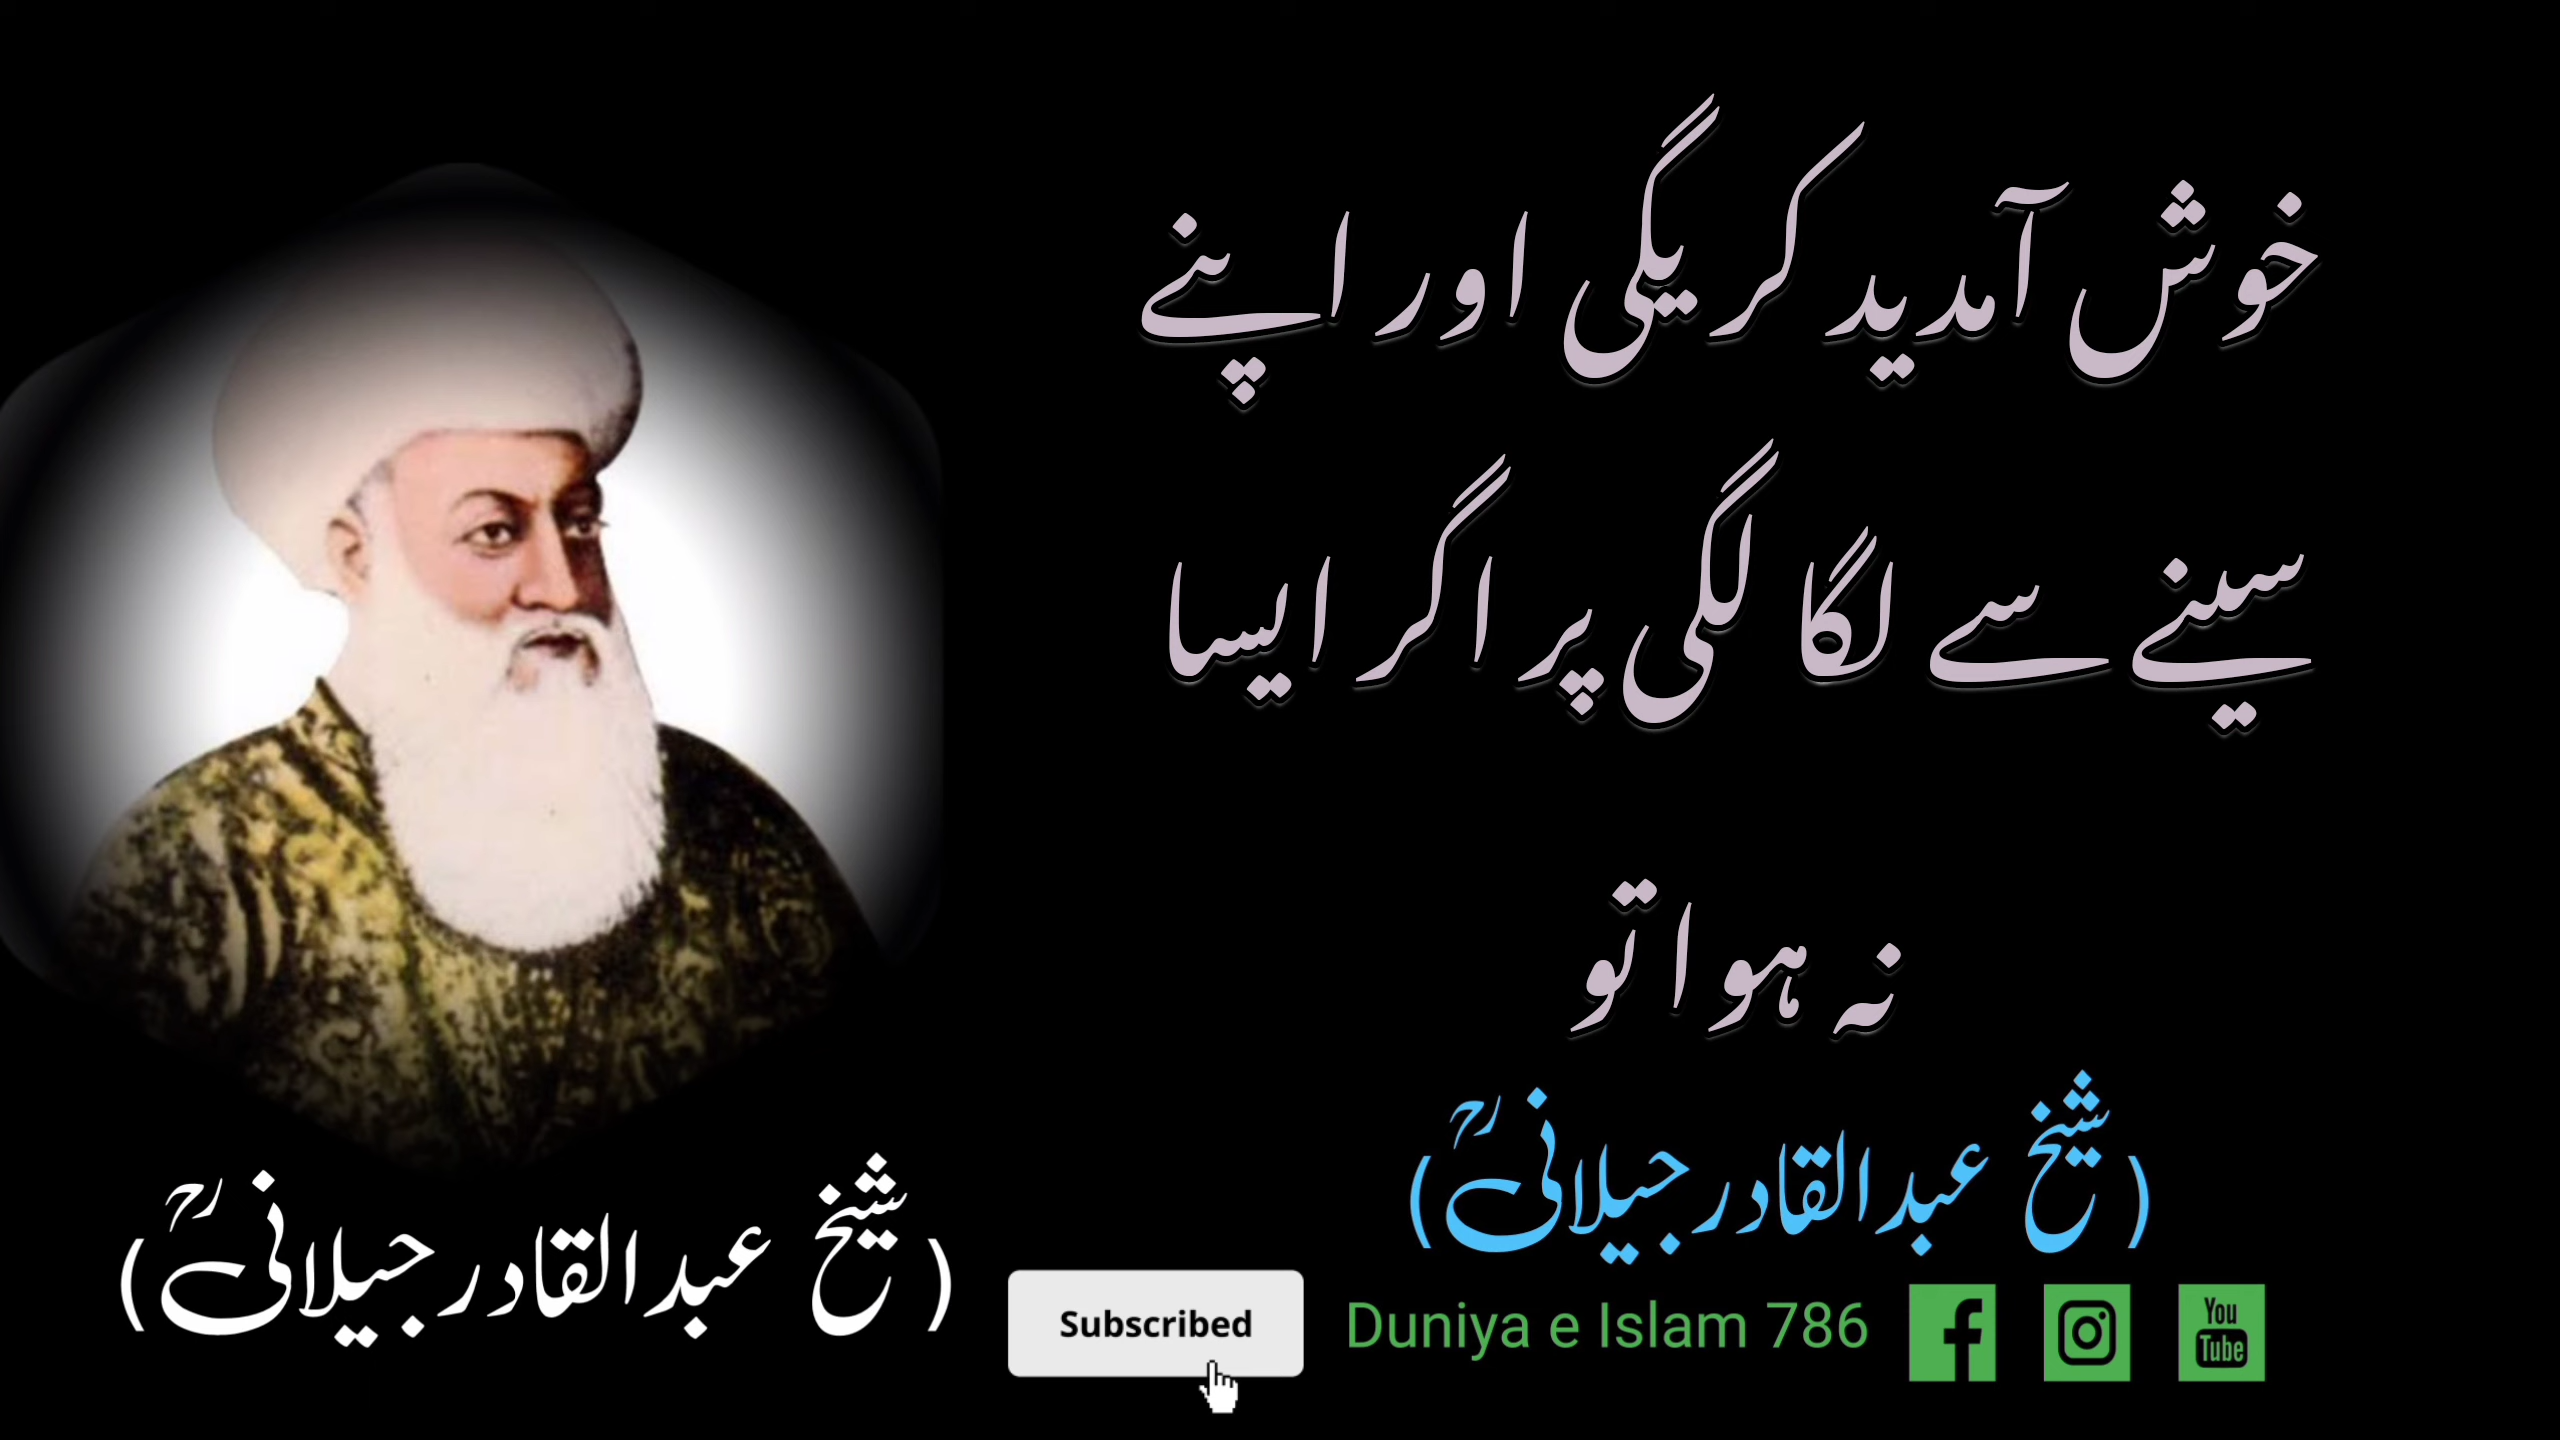 خوش آمدید کریگی اور اپنے
سینے سے لگا لگی پر اگر ایسا
نہ ہوا تو
(شیخ عبدالقادر جیلانیؒ)
(شیخ عبدالقادر جیلانیؒ)
Subscribed
Duniya e Islam 786
You Tube